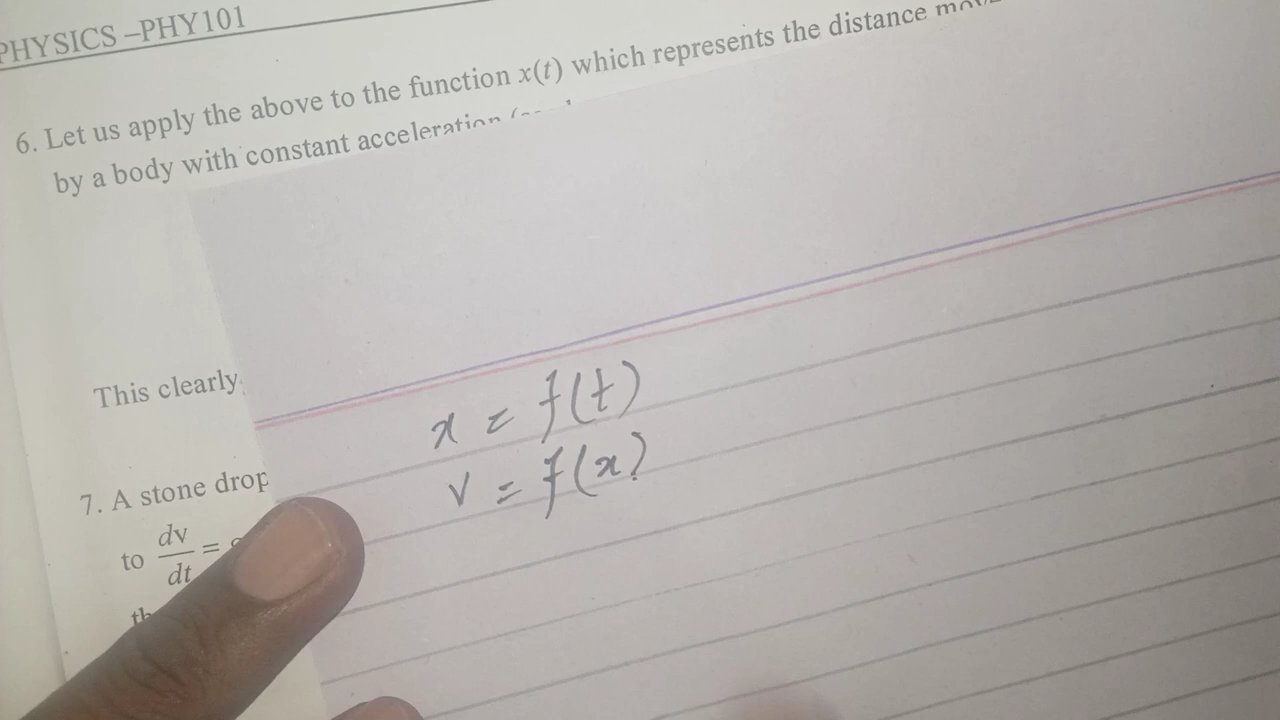 PHYSICS –PHY101
6. Let us apply the above to the function x(t) which represents the distance
by a body with constant acceleration
This clearly
x = f(t)
v = f(x)
7. A stone drop
to dv/dt =